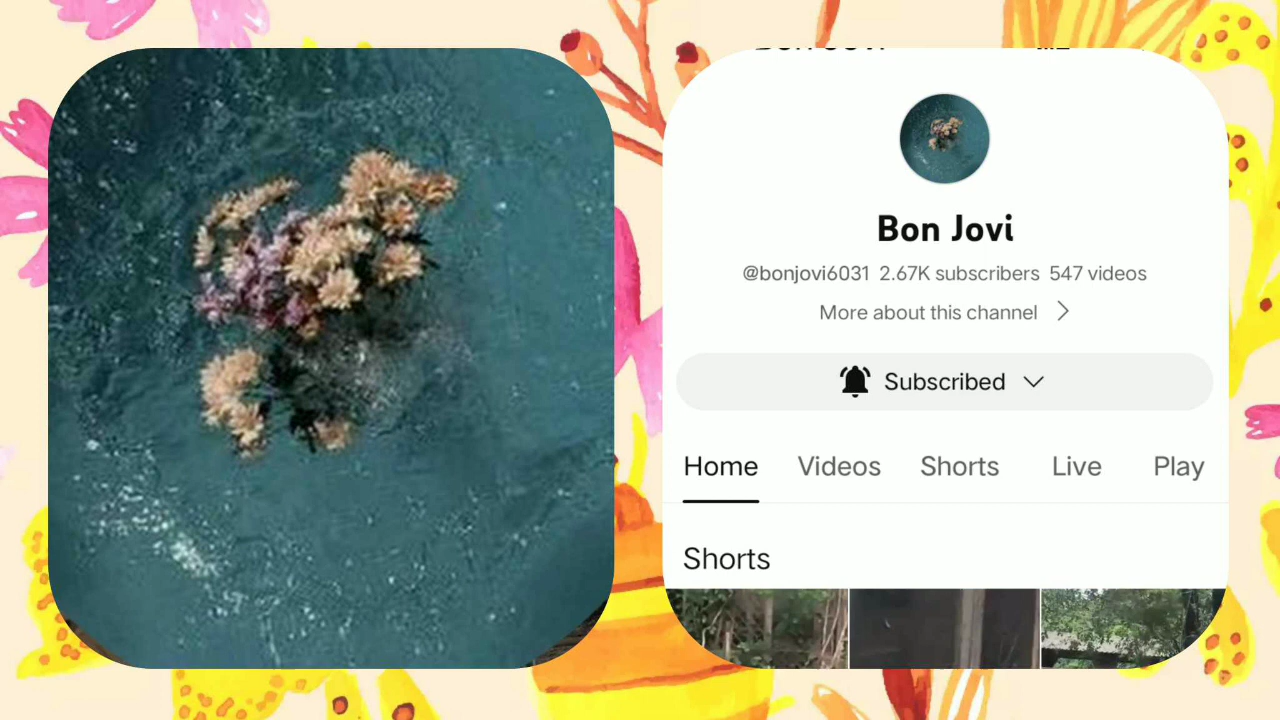 Bon Jovi
@bonjovi6031 2.67K subscribers 547 videos
More about this channel
Subscribed
Home Videos Shorts Live Play
Shorts